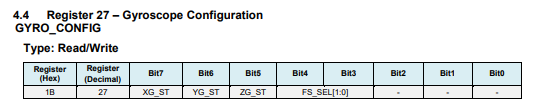 4.4 Register 27 – Gyroscope Configuration
GYRO_CONFIG
Type: Read/Write
Register (Hex) Register (Decimal) Bit7 Bit6 Bit5 Bit4 Bit3 Bit2 Bit1 Bit0
1B 27 XG_ST YG_ST ZG_ST FS_SEL[1:0] - - -